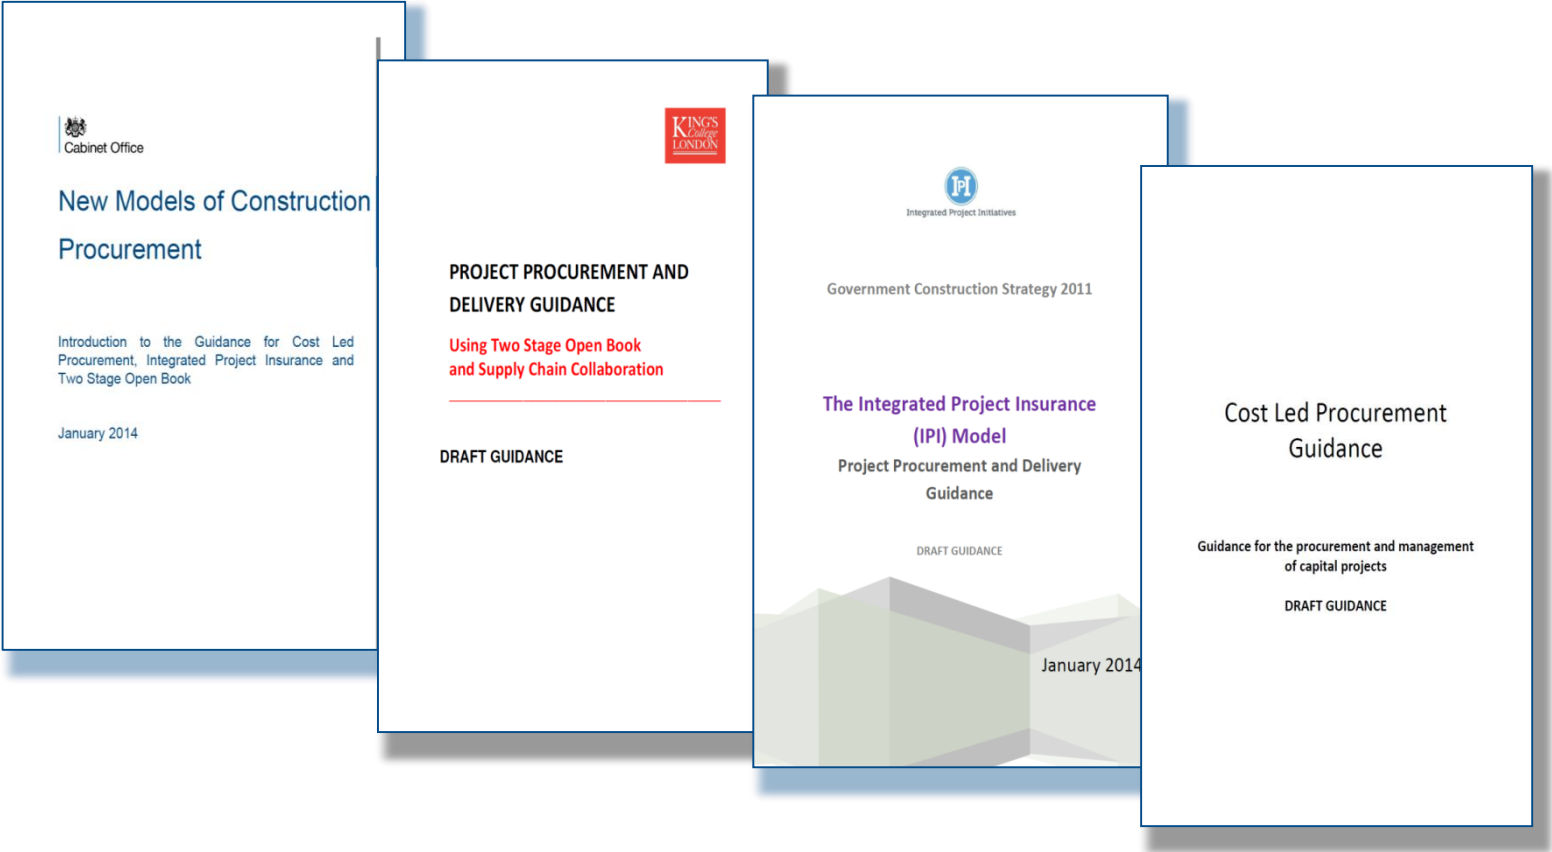 Cabinet Office
New Models of Construction
Procurement
Introduction to the Guidance for Cost Led
Procurement, Integrated Project Insurance and
Two Stage Open Book
January 2014
KING'S
College
LONDON
PROJECT PROCUREMENT AND
DELIVERY GUIDANCE
Using Two Stage Open Book
and Supply Chain Collaboration
DRAFT GUIDANCE
IPI
Integrated Project Initiatives
Government Construction Strategy 2011
The Integrated Project Insurance
(IPI) Model
Project Procurement and Delivery
Guidance
DRAFT GUIDANCE
January 2014
Cost Led Procurement
Guidance
Guidance for the procurement and management
of capital projects
DRAFT GUIDANCE